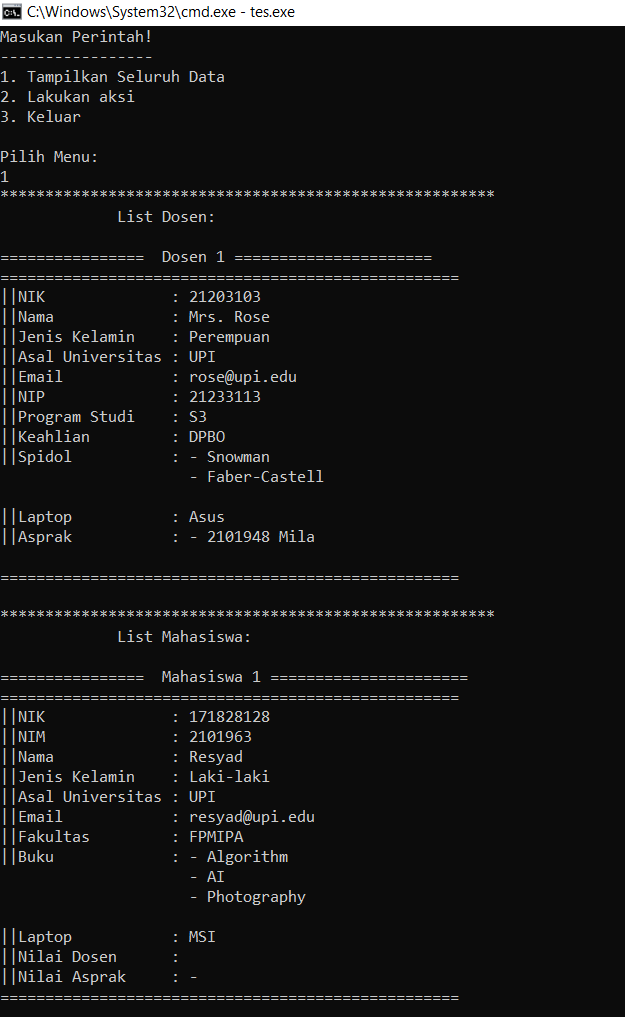 C:\Windows\System32\cmd.exe - tes.exe
Masukan Perintah!
-----------------
1. Tampilkan Seluruh Data
2. Lakukan aksi
3. Keluar
Pilih Menu:
1
*******************************************************
List Dosen:
================  Dosen 1 ======================
===================================================
||NIK              : 21203103
||Nama             : Mrs. Rose
||Jenis Kelamin    : Perempuan
||Asal Universitas : UPI
||Email            : rose@upi.edu
||NIP              : 21233113
||Program Studi    : S3
||Keahlian         : DPBO
||Spidol           : - Snowman
- Faber-Castell
||Laptop           : Asus
||Asprak           : - 2101948 Mila
===================================================
*******************************************************
List Mahasiswa:
================  Mahasiswa 1 ======================
===================================================
||NIK              : 171828128
||NIM              : 2101963
||Nama             : Resyad
||Jenis Kelamin    : Laki-laki
||Asal Universitas : UPI
||Email            : resyad@upi.edu
||Fakultas         : FPMIPA
||Buku             : - Algorithm
- AI
- Photography
||Laptop           : MSI
||Nilai Dosen      :
||Nilai Asprak     : -
===================================================